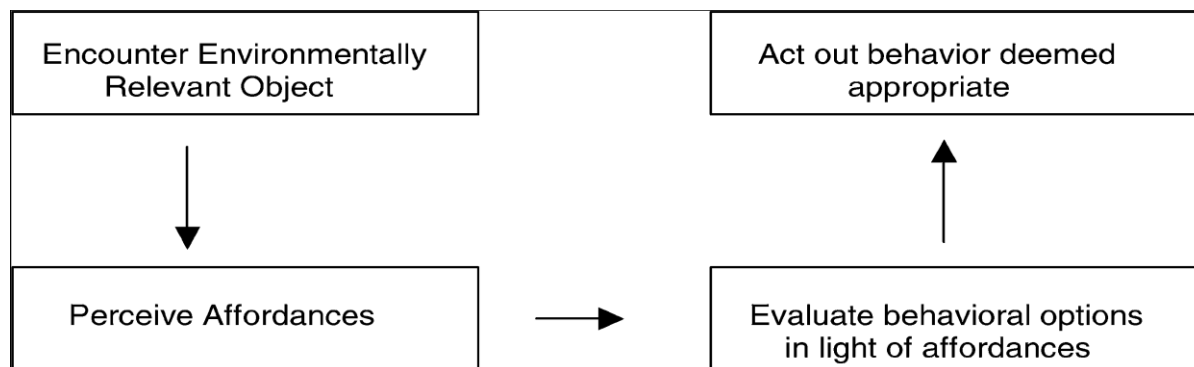 Encounter Environmentally
Relevant Object
Act out behavior deemed
appropriate
Perceive Affordances
Evaluate behavioral options
in light of affordances